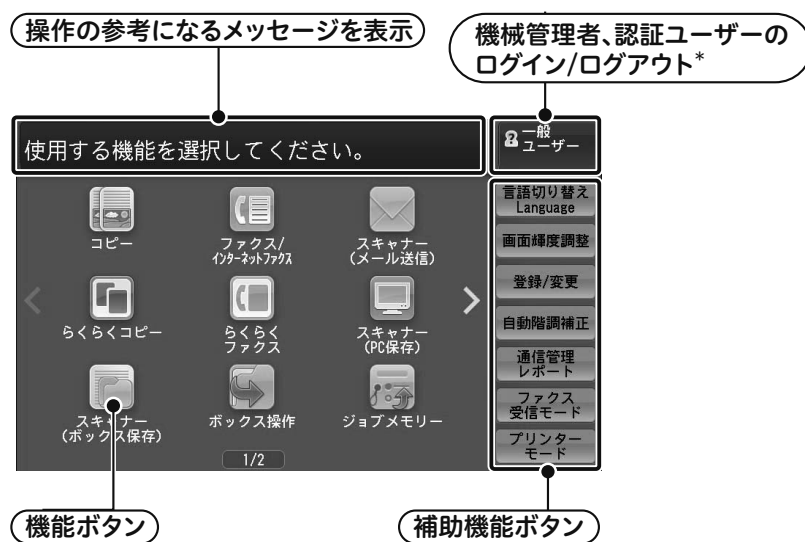 操作の参考になるメッセージを表示
機械管理者、認証ユーザーの
ログイン/ログアウト*
使用する機能を選択してください。
一般
ユーザー
コピー
ファクス/
インターネットファクス
スキャナー
(メール送信)
らくらくコピー
らくらく
ファクス
スキャナー
(PC保存)
スキャナー
(ボックス保存)
ボックス操作
ジョブメモリー
1/2
言語切り替え
Language
画面輝度調整
登録/変更
自動階調補正
通信管理
レポート
ファクス
受信モード
プリンター
モード
機能ボタン
補助機能ボタン